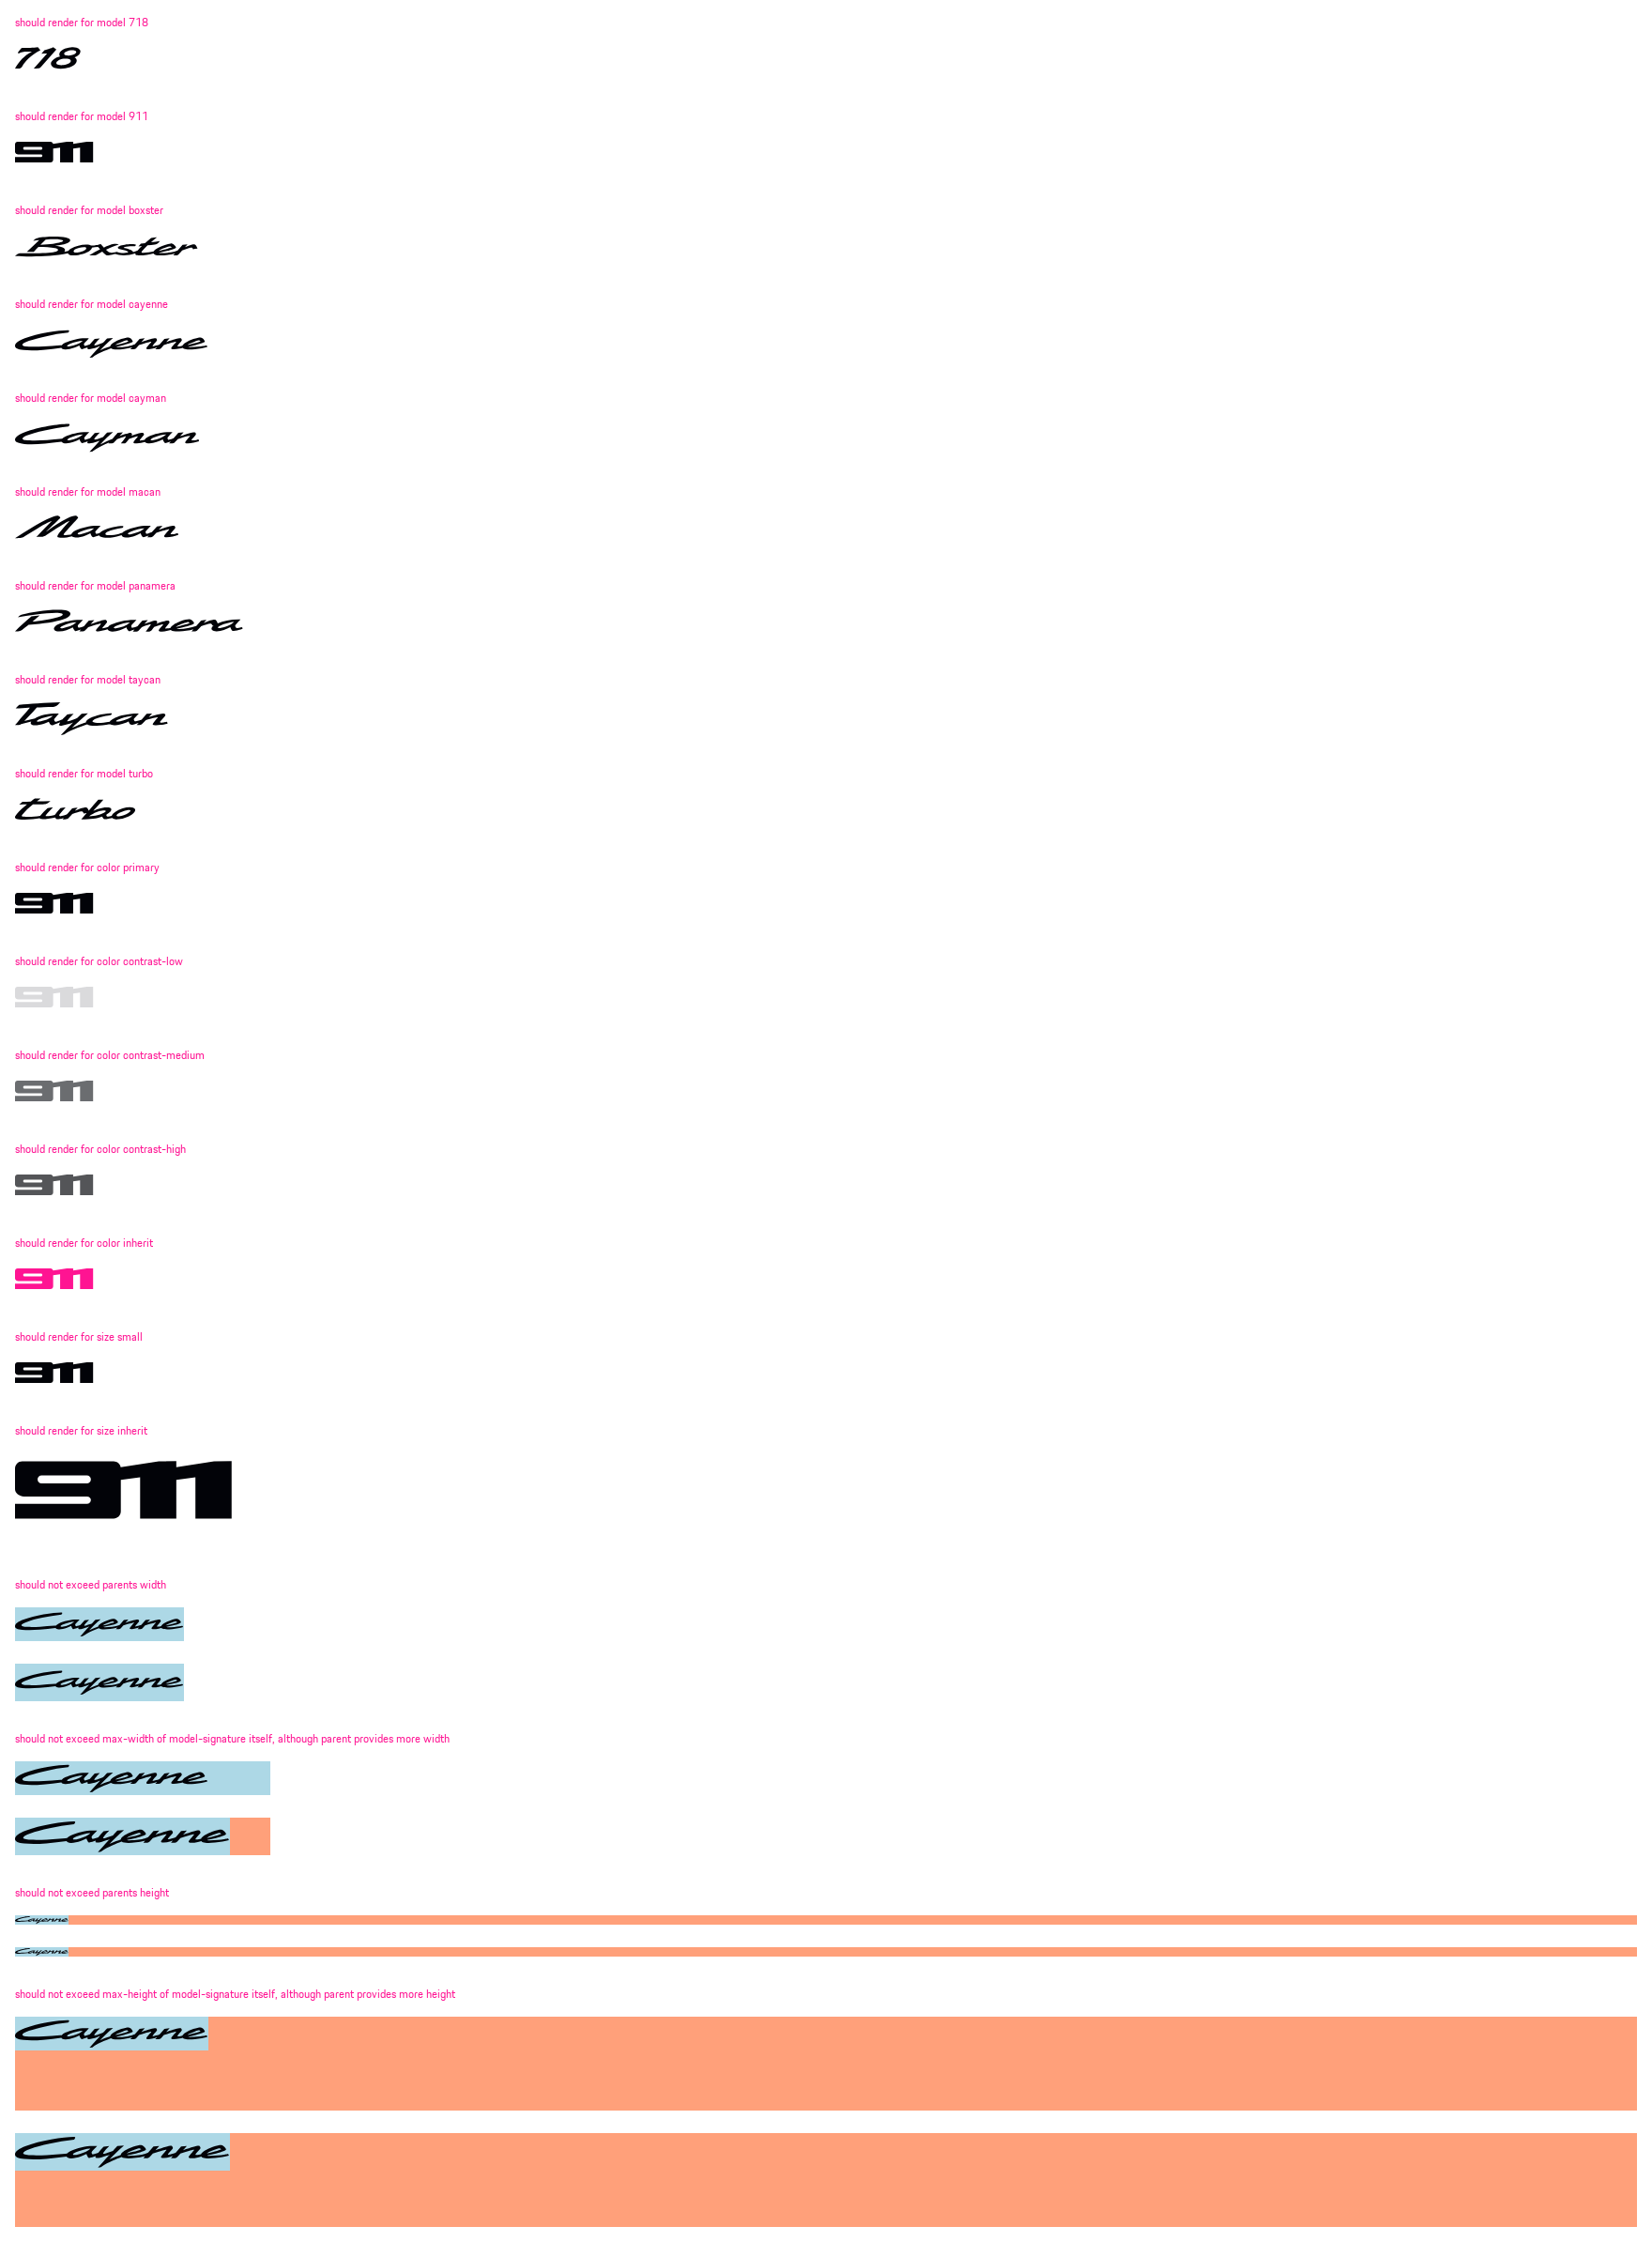 should render for model 718
718
should render for model 911
911
should render for model boxster
Boxster
should render for model cayenne
Cayenne
should render for model cayman
Cayman
should render for model macan
Macan
should render for model panamera
Panamera
should render for model taycan
Taycan
should render for model turbo
turbo
should render for color primary
911
should render for color contrast-low
911
should render for color contrast-medium
911
should render for color contrast-high
911
should render for color inherit
911
should render for size small
911
should render for size inherit
911
should not exceed parents width
Cayenne
Cayenne
should not exceed max-width of model-signature itself, although parent provides more width
Cayenne
Cayenne
should not exceed parents height
Cayenne
Cayenne
should not exceed max-height of model-signature itself, although parent provides more height
Cayenne
Cayenne